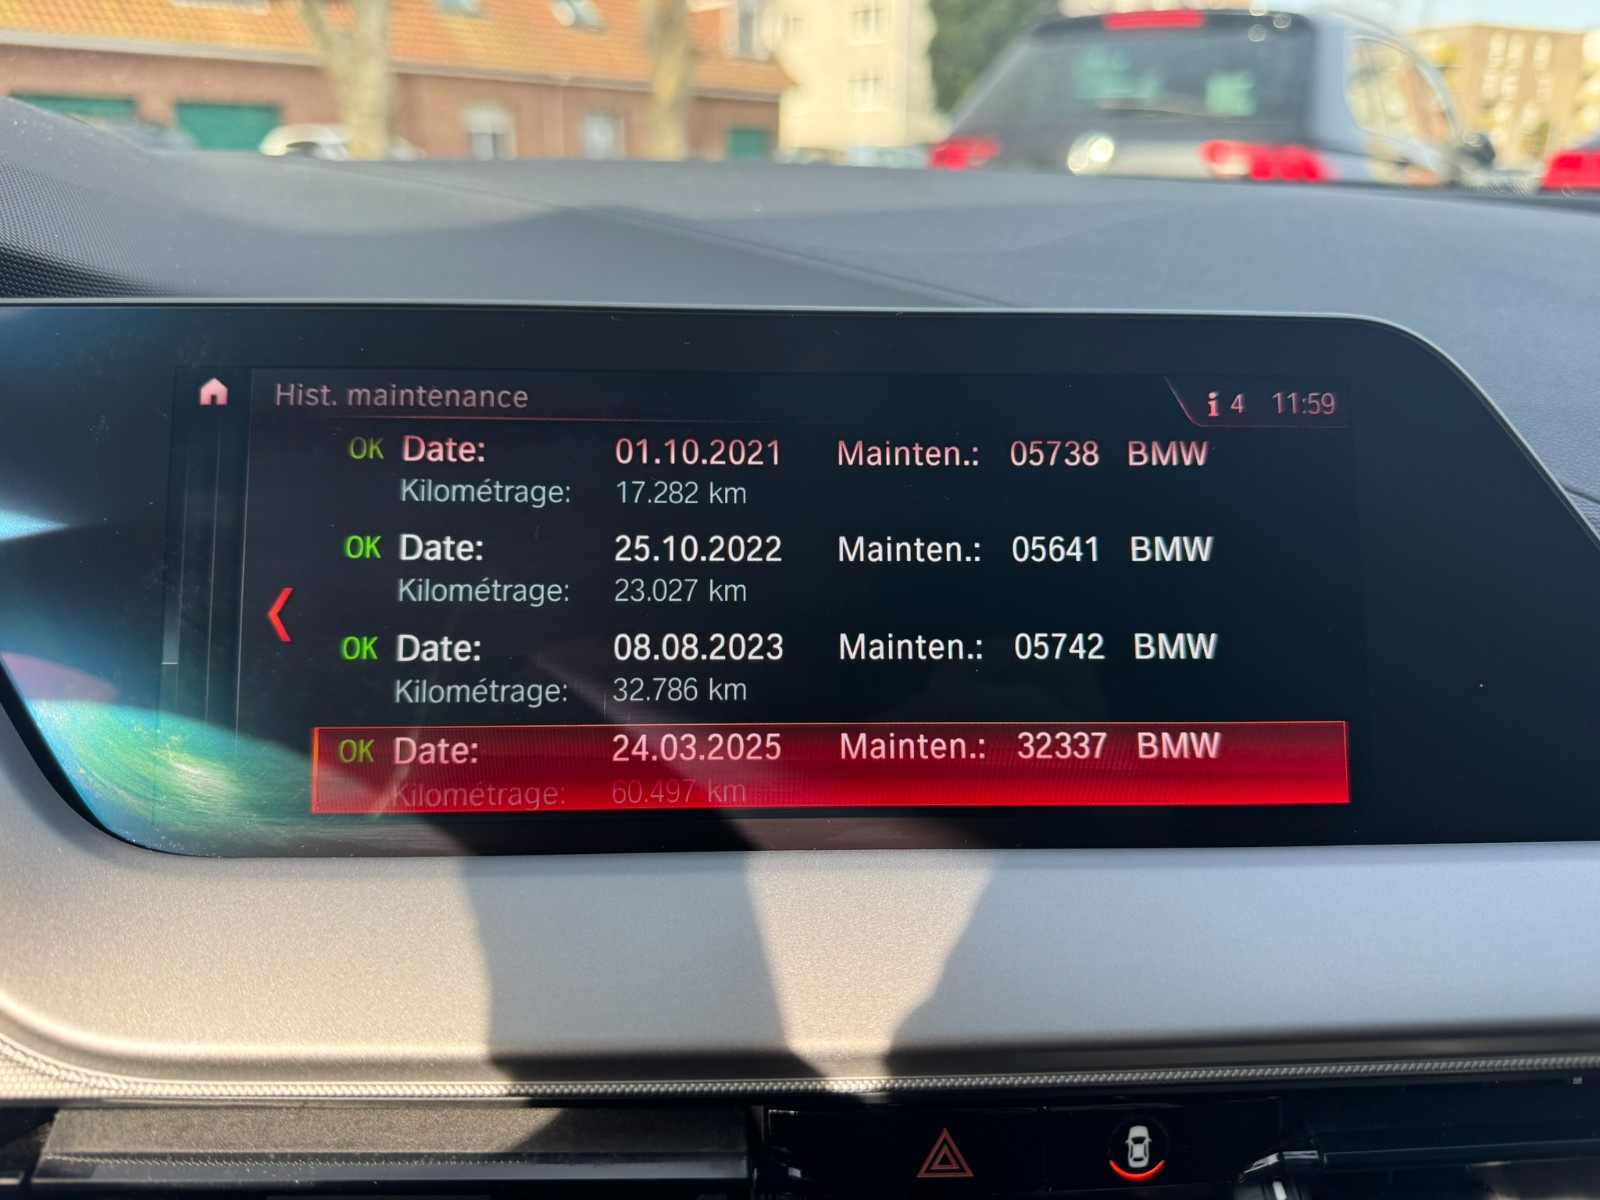 Hist. maintenance
i 4 11:59
OK Date: 01.10.2021 Mainten.: 05738 BMW
Kilométrage: 17.282 km
OK Date: 25.10.2022 Mainten.: 05641 BMW
Kilométrage: 23.027 km
OK Date: 08.08.2023 Mainten.: 05742 BMW
Kilométrage: 32.786 km
OK Date: 24.03.2025 Mainten.: 32337 BMW
Kilométrage: 60.497 km